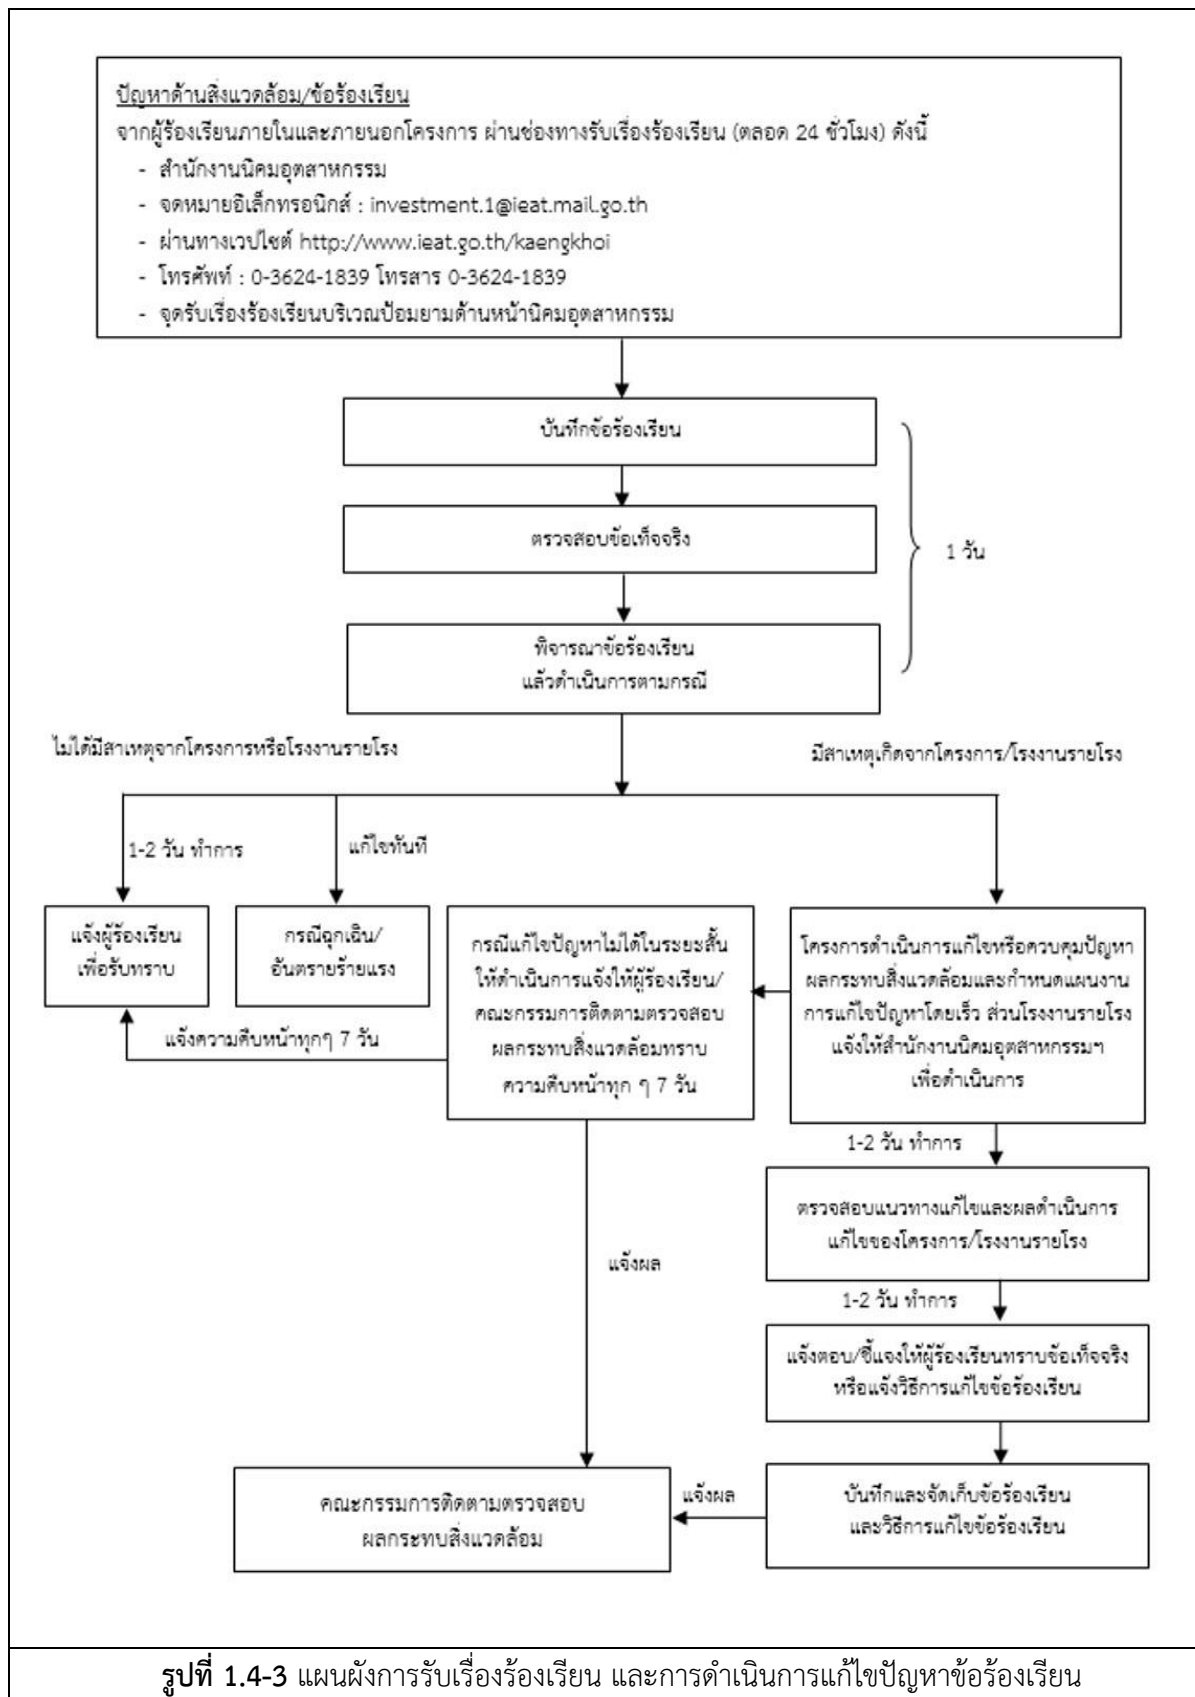 ปัญหาด้านสิ่งแวดล้อม/ข้อร้องเรียน
จากผู้ร้องเรียนภายในและภายนอกโครงการ ผ่านช่องทางรับเรื่องร้องเรียน (ตลอด 24 ชั่วโมง) ดังนี้
- สำนักงานนิคมอุตสาหกรรม
- จดหมายอิเล็กทรอนิกส์ : investment.1@ieat.mail.go.th
- ผ่านทางเวปไซต์ http://www.ieat.go.th/kaengkhoi
- โทรศัพท์ : 0-3624-1839 โทรสาร 0-3624-1839
- จุดรับเรื่องร้องเรียนบริเวณป้อมยามด้านหน้านิคมอุตสาหกรรม
บันทึกข้อร้องเรียน
ตรวจสอบข้อเท็จจริง
1 วัน
พิจารณาข้อร้องเรียน
แล้วดำเนินการตามกรณี
ไม่ได้มีสาเหตุจากโครงการหรือโรงงานรายโรง
มีสาเหตุเกิดจากโครงการ/โรงงานรายโรง
1-2 วัน ทำการ
แก้ไขทันที
แจ้งผู้ร้องเรียน
เพื่อรับทราบ
กรณีฉุกเฉิน/
อันตรายร้ายแรง
กรณีแก้ไขปัญหาไม่ได้ในระยะสั้น
ให้ดำเนินการแจ้งให้ผู้ร้องเรียน/
คณะกรรมการติดตามตรวจสอบ
ผลกระทบสิ่งแวดล้อมทราบ
ความคืบหน้าทุก ๆ 7 วัน
โครงการดำเนินการแก้ไขหรือควบคุมปัญหา
ผลกระทบสิ่งแวดล้อมและกำหนดแผนงาน
การแก้ไขปัญหาโดยเร็ว ส่วนโรงงานรายโรง
แจ้งให้สำนักงานนิคมอุตสาหกรรมฯ
เพื่อดำเนินการ
แจ้งความคืบหน้าทุกๆ 7 วัน
1-2 วัน ทำการ
ตรวจสอบแนวทางแก้ไขและผลดำเนินการ
แก้ไขของโครงการ/โรงงานรายโรง
แจ้งผล
1-2 วัน ทำการ
แจ้งตอบ/ชี้แจงให้ผู้ร้องเรียนทราบข้อเท็จจริง
หรือแจ้งวิธีการแก้ไขข้อร้องเรียน
คณะกรรมการติดตามตรวจสอบ
ผลกระทบสิ่งแวดล้อม
แจ้งผล
บันทึกและจัดเก็บข้อร้องเรียน
และวิธีการแก้ไขข้อร้องเรียน
รูปที่ 1.4-3 แผนผังการรับเรื่องร้องเรียน และการดำเนินการแก้ไขปัญหาข้อร้องเรียน